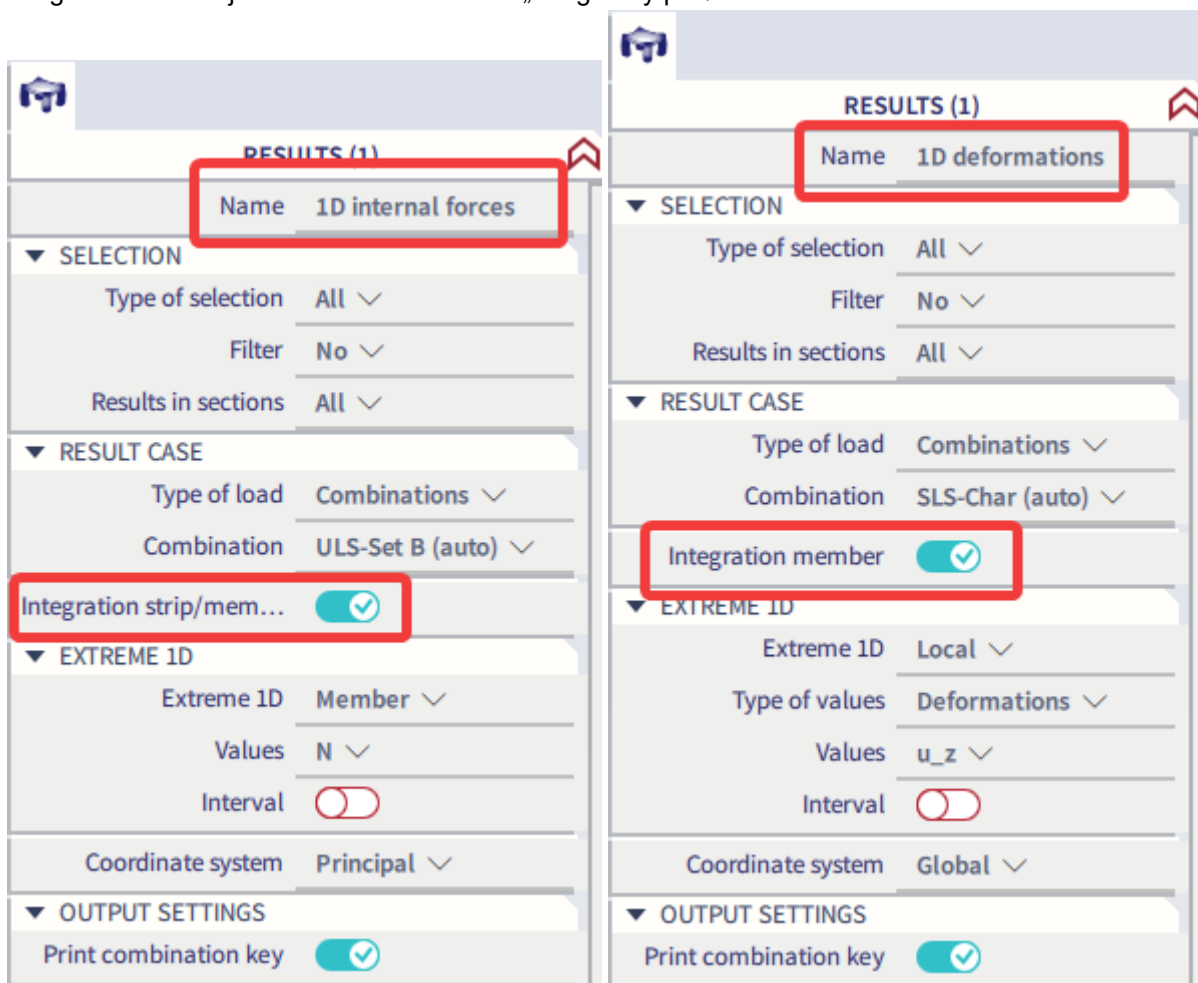 RESULTS (1)
Name 1D internal forces
SELECTION
Type of selection All
Filter No
Results in sections All
RESULT CASE
Type of load Combinations
Combination ULS-Set B (auto)
Integration strip/mem...
EXTREME 1D
Extreme 1D Member
Values N
Interval
Coordinate system Principal
OUTPUT SETTINGS
Print combination key
RESULTS (1)
Name 1D deformations
SELECTION
Type of selection All
Filter No
Results in sections All
RESULT CASE
Type of load Combinations
Combination SLS-Char (auto)
Integration member
EXTREME 1D
Extreme 1D Local
Type of values Deformations
Values u_z
Interval
Coordinate system Global
OUTPUT SETTINGS
Print combination key